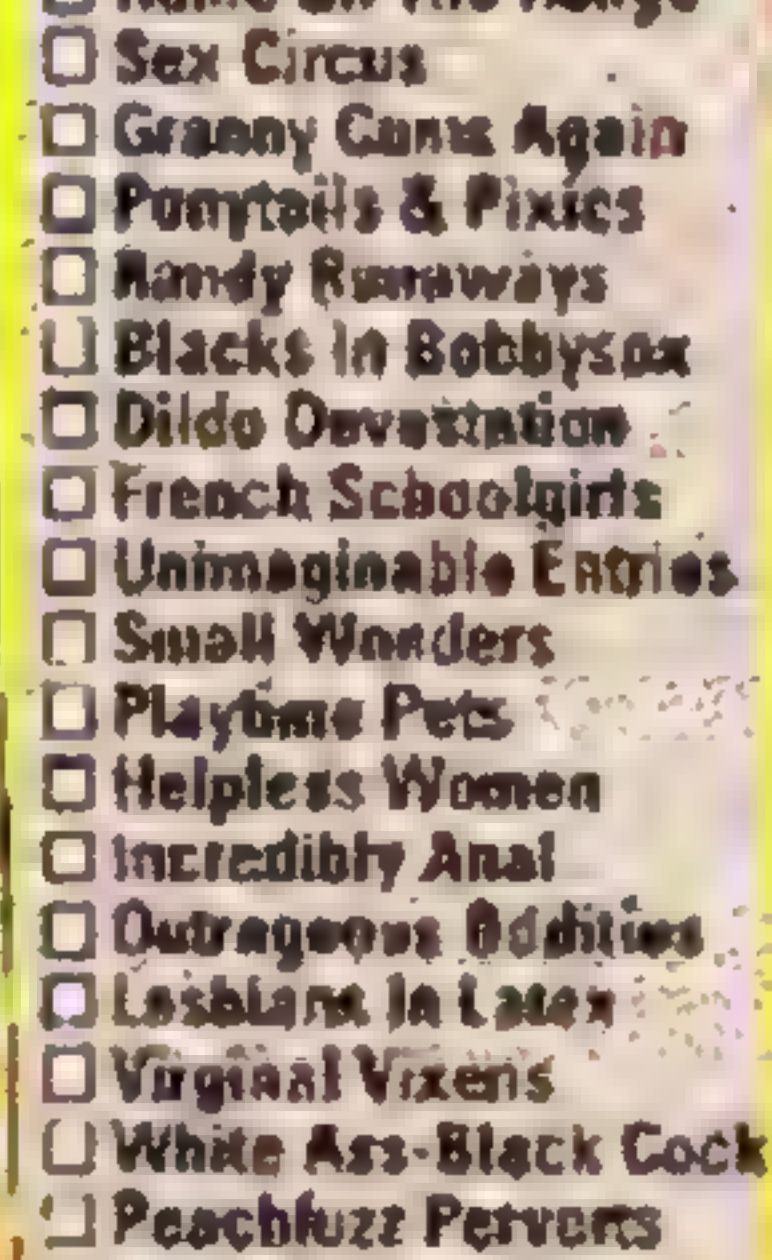 Sex Circus
Granny Cums Again
Ponytails & Pixies
Randy Runaways
Blacks In Bobbysox
Dildo Devastation
French Schoolgirls
Unimaginable Entries
Small Wonders
Playtime Pets
Helpless Women
Incredibly Anal
Outrageous Oddities
Lesbians In Latex
Virginal Vixens
White Ass-Black Cock
Peachfuzz Perverts